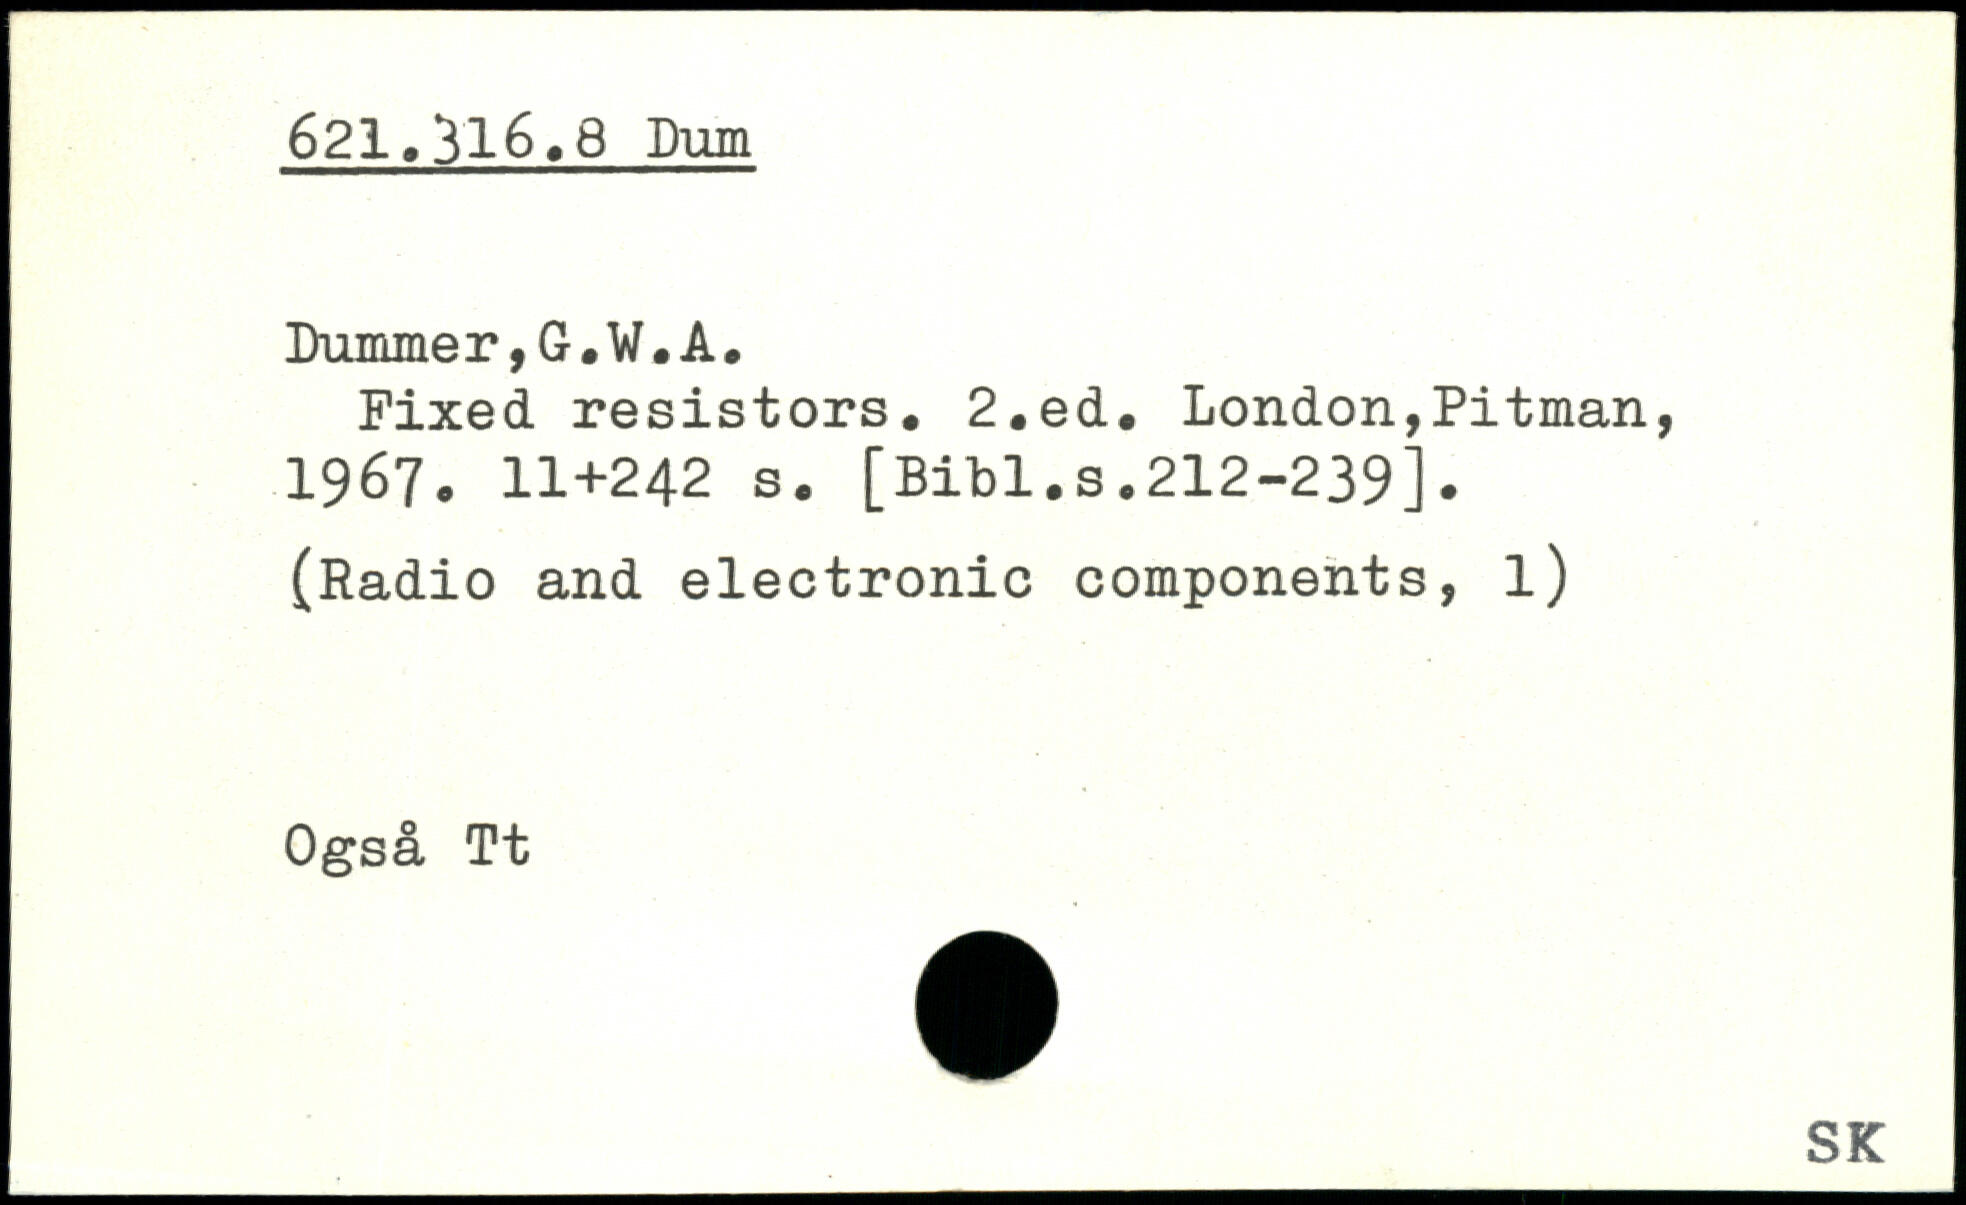 621.316.8 Dum
Dummer,G.W.A.
Fixed resistors. 2.ed. London,Pitman,
1967. 11+242 s. [Bibl.s.212-239].
(Radio and electronic components, 1)
Også Tt
SK